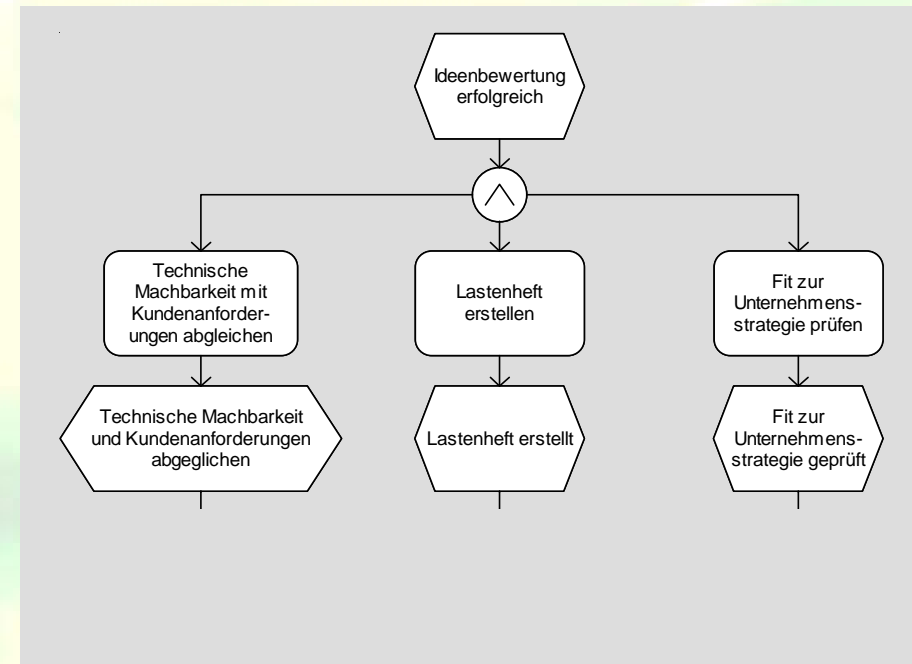 Ideenbewertung
erfolgreich
Technische
Machbarkeit mit
Kundenanforder-
ungen abgleichen
Lastenheft
erstellen
Fit zur
Unternehmens-
strategie prüfen
Technische Machbarkeit
und Kundenanforderungen
abgeglichen
Lastenheft erstellt
Fit zur
Unternehmens-
strategie geprüft